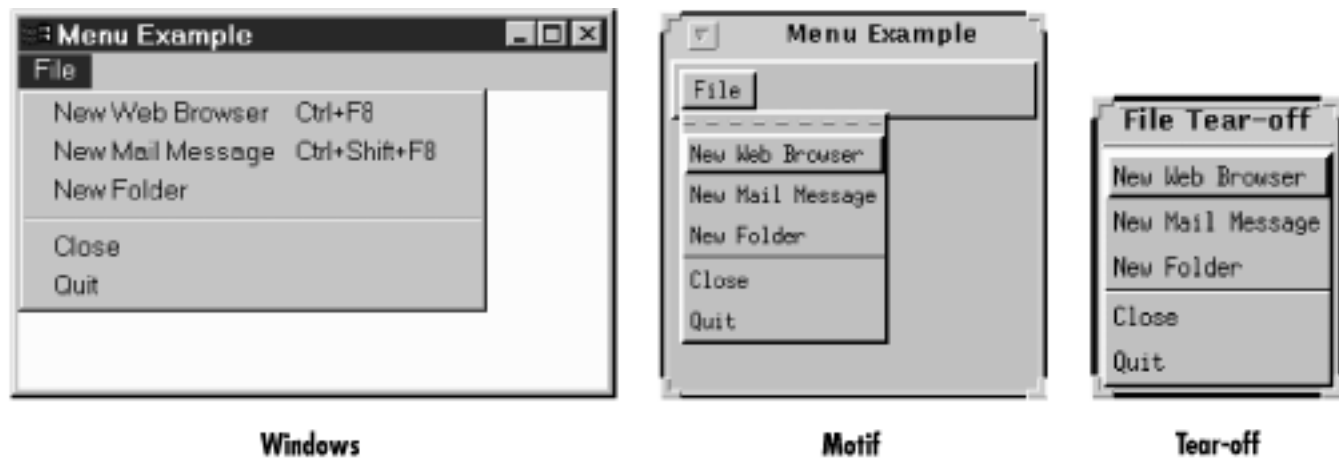 Menu Example
File
New Web Browser Ctrl+F8
New Mail Message Ctrl+Shift+F8
New Folder
Close
Quit
Windows
Menu Example
File
New Web Browser
New Mail Message
New Folder
Close
Quit
Motif
File Tear-off
New Web Browser
New Mail Message
New Folder
Close
Quit
Tear-off